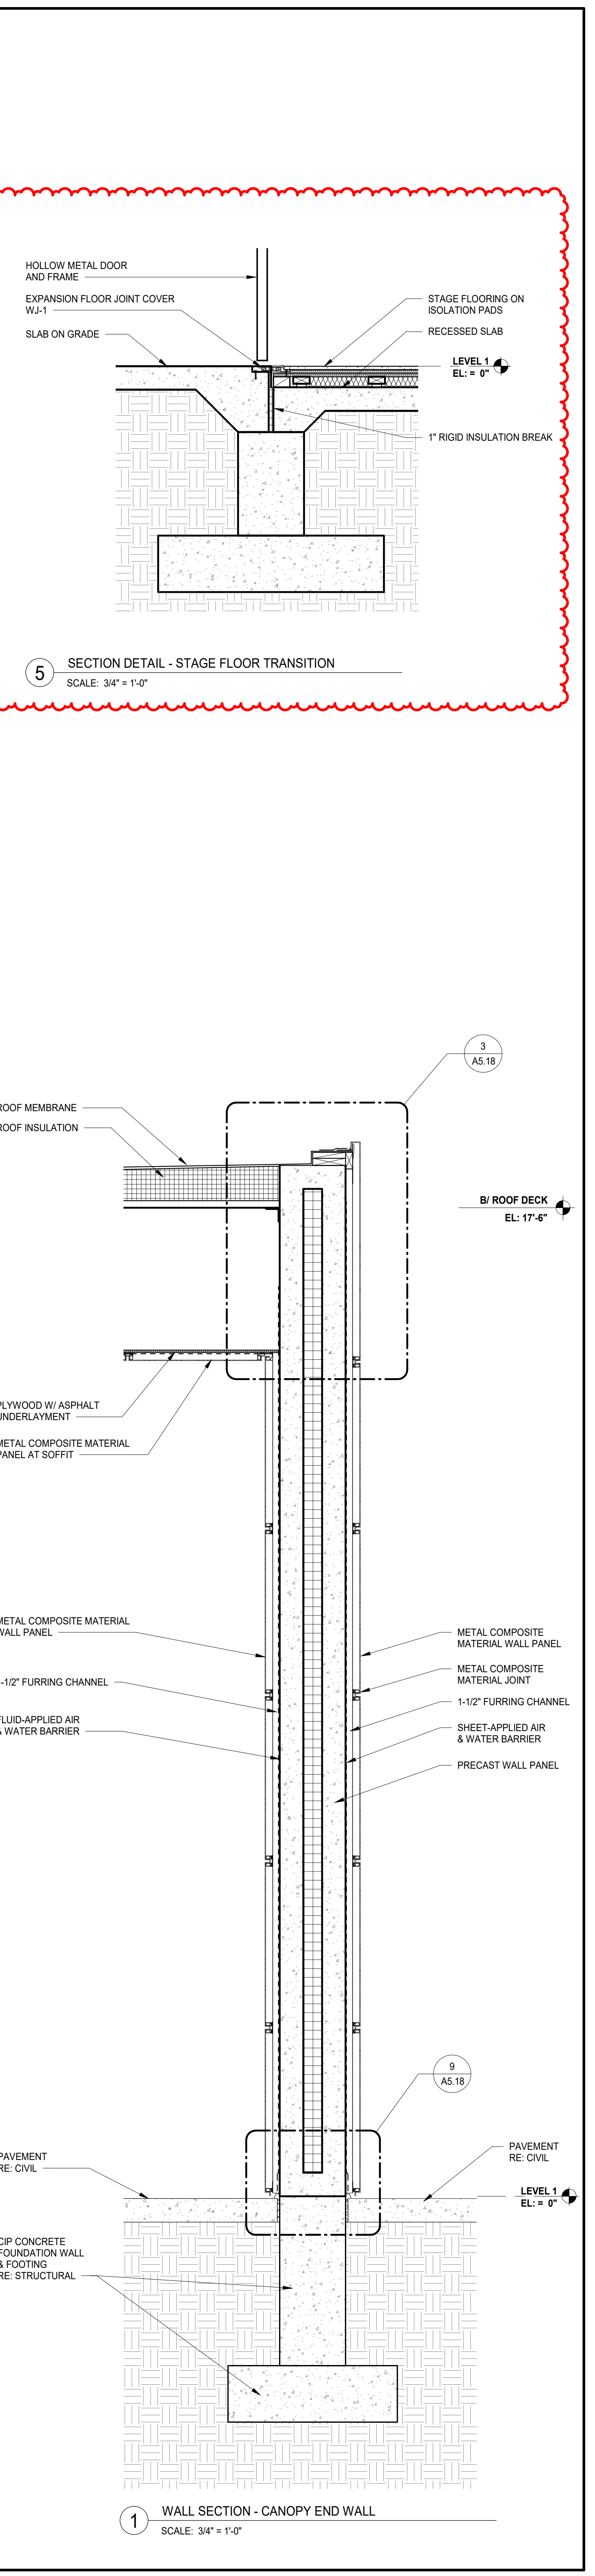 HOLLOW METAL DOOR
AND FRAME
EXPANSION FLOOR JOINT COVER
WJ-1
SLAB ON GRADE
STAGE FLOORING ON
ISOLATION PADS
RECESSED SLAB
LEVEL 1
EL: = 0"
1" RIGID INSULATION BREAK
5
SECTION DETAIL - STAGE FLOOR TRANSITION
SCALE: 3/4" = 1'-0"
3
A5.18
ROOF MEMBRANE
ROOF INSULATION
B/ ROOF DECK
EL: 17'-6"
PLYWOOD W/ ASPHALT
UNDERLAYMENT
METAL COMPOSITE MATERIAL
PANEL AT SOFFIT
METAL COMPOSITE MATERIAL
WALL PANEL
-1/2" FURRING CHANNEL
FLUID-APPLIED AIR
& WATER BARRIER
METAL COMPOSITE
MATERIAL WALL PANEL
METAL COMPOSITE
MATERIAL JOINT
1-1/2" FURRING CHANNEL
SHEET-APPLIED AIR
& WATER BARRIER
PRECAST WALL PANEL
9
A5.18
PAVEMENT
RE: CIVIL
PAVEMENT
RE: CIVIL
LEVEL 1
EL: = 0"
CIP CONCRETE
FOUNDATION WALL
& FOOTING
RE: STRUCTURAL
1
WALL SECTION - CANOPY END WALL
SCALE: 3/4" = 1'-0"